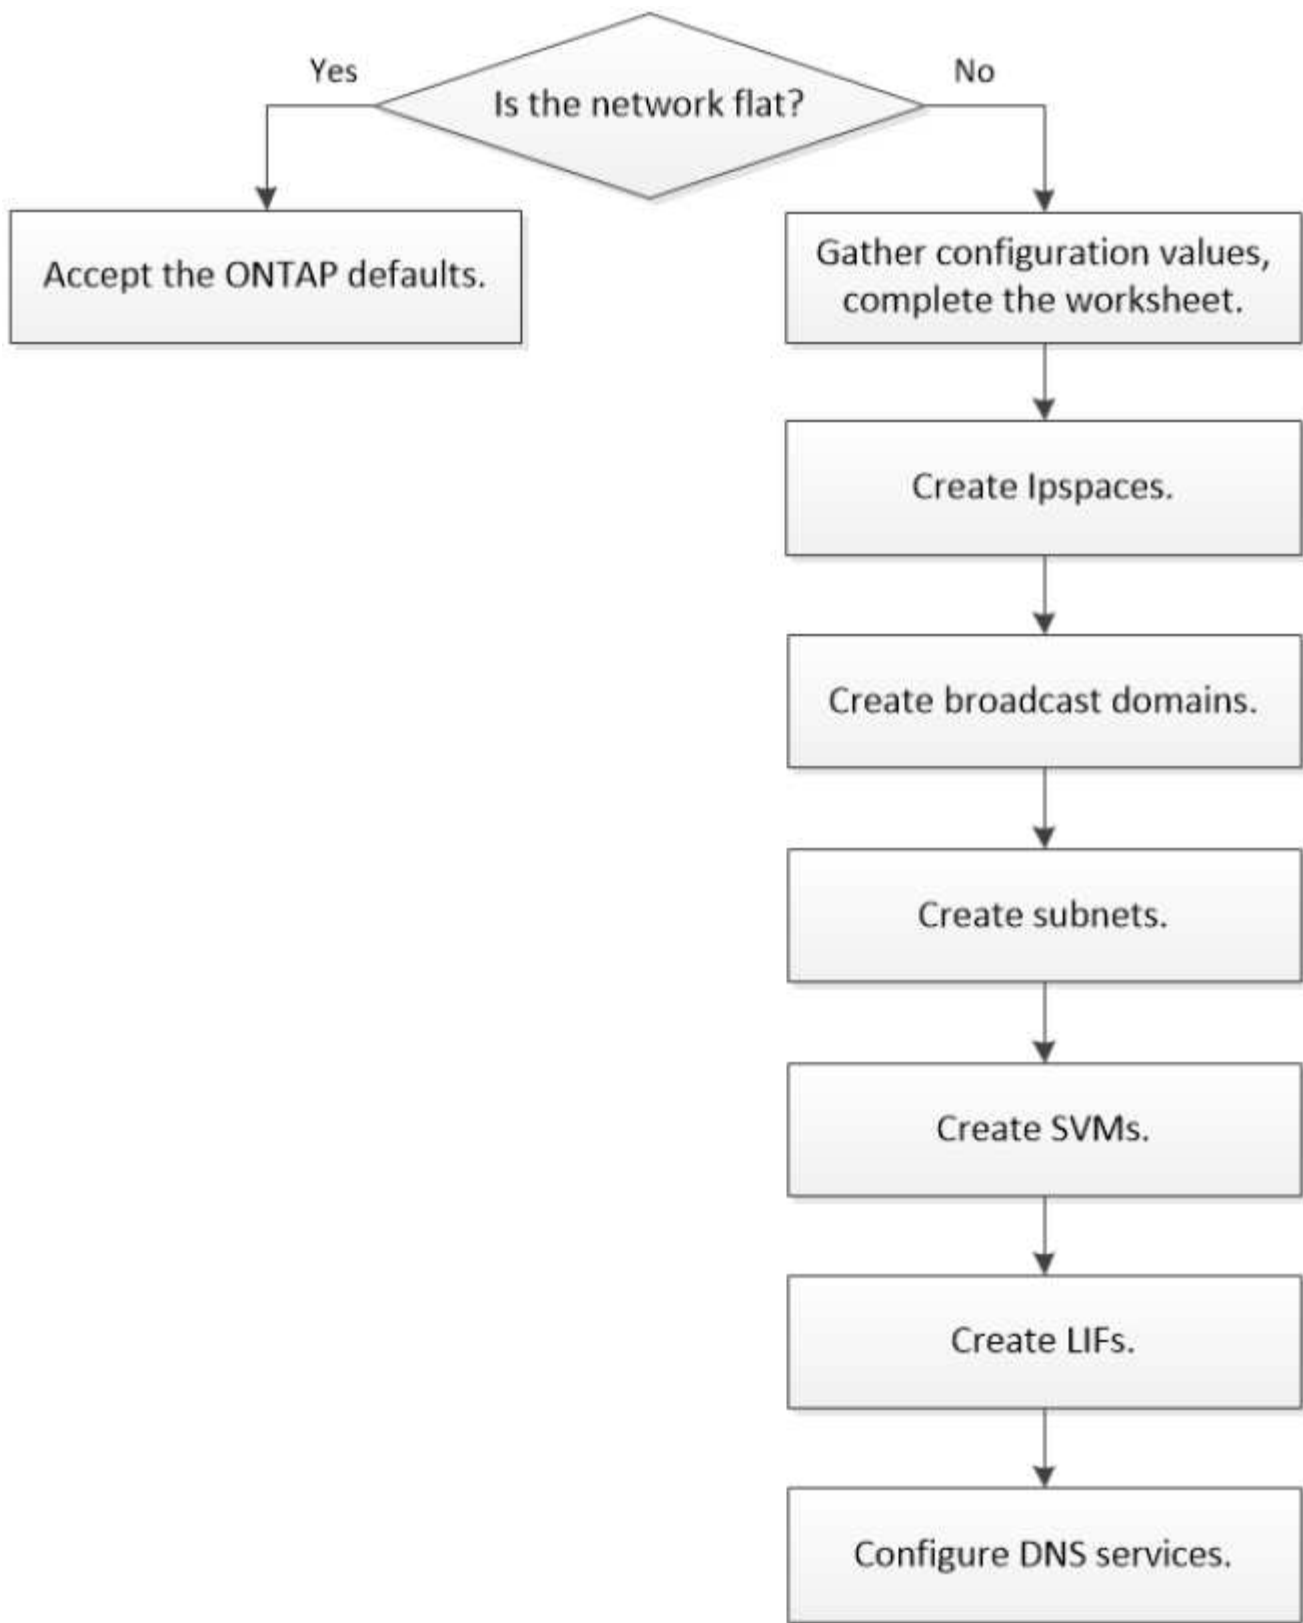 Is the network flat?
Yes
No
Accept the ONTAP defaults.
Gather configuration values,
complete the worksheet.
Create Ipspaces.
Create broadcast domains.
Create subnets.
Create SVMs.
Create LIFs.
Configure DNS services.